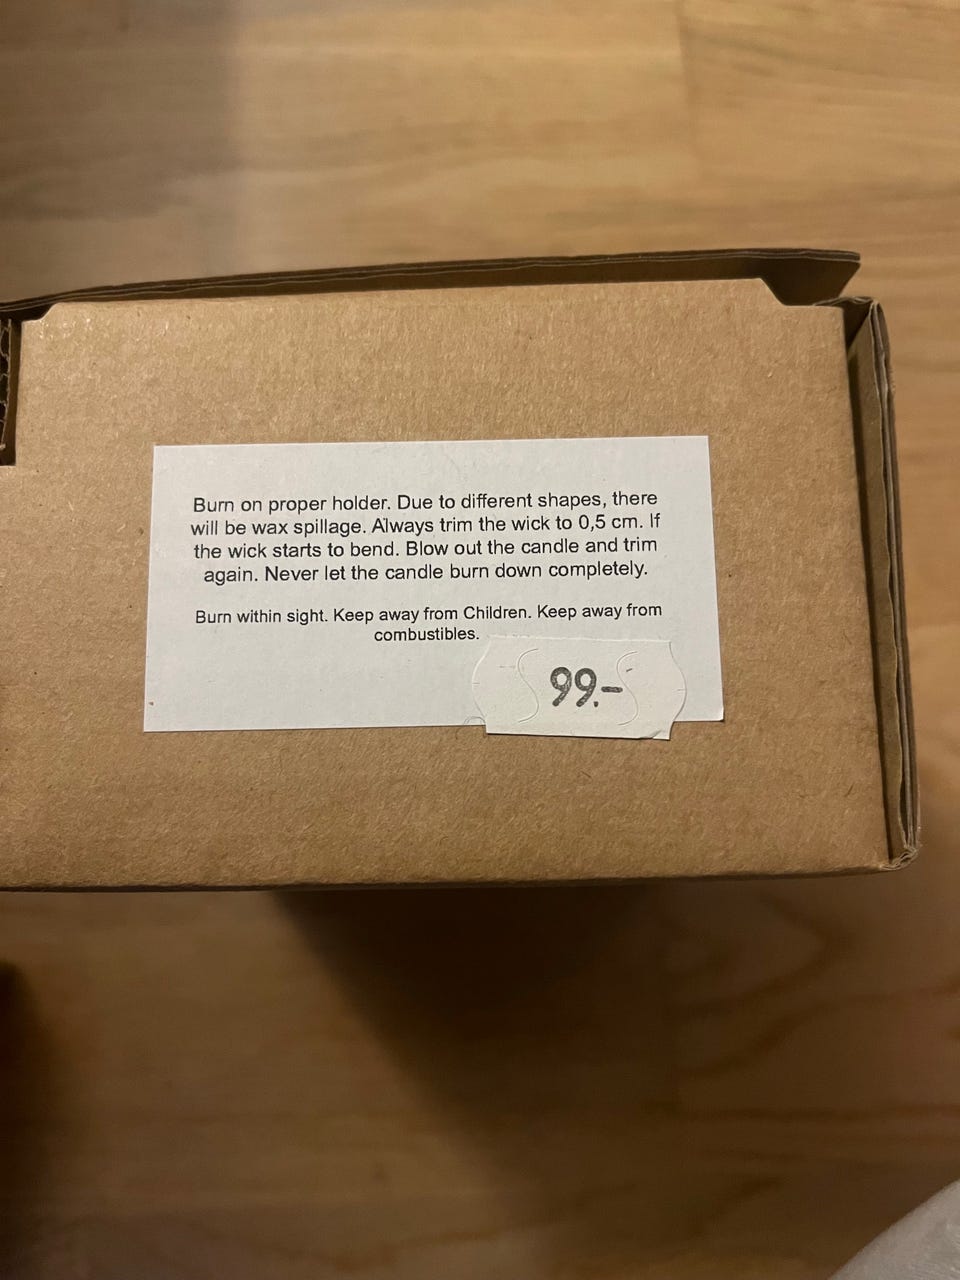 Burn on proper holder. Due to different shapes, there
will be wax spillage. Always trim the wick to 0,5 cm. If
the wick starts to bend. Blow out the candle and trim
again. Never let the candle burn down completely.
Burn within sight. Keep away from Children. Keep away from
combustibles.
99.-